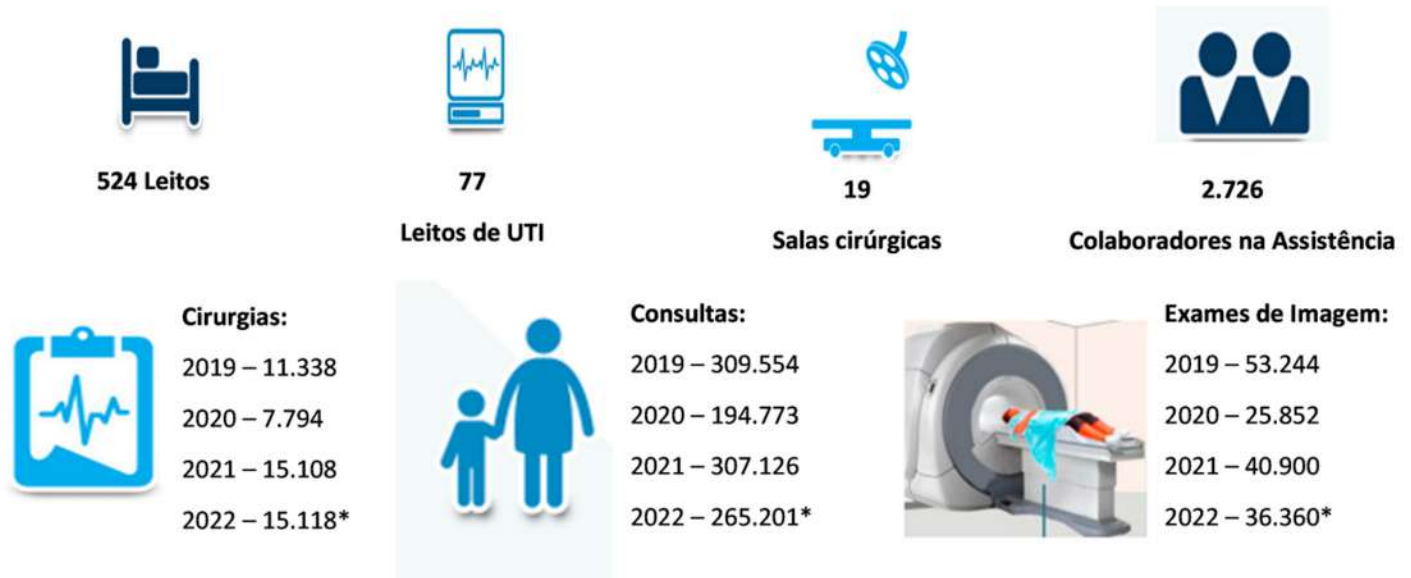 524 Leitos
77
Leitos de UTI
19
Salas cirúrgicas
2.726
Colaboradores na Assistência
Cirurgias:
2019 – 11.338
2020 – 7.794
2021 – 15.108
2022 – 15.118*
Consultas:
2019 – 309.554
2020 – 194.773
2021 – 307.126
2022 – 265.201*
Exames de Imagem:
2019 – 53.244
2020 – 25.852
2021 – 40.900
2022 – 36.360*